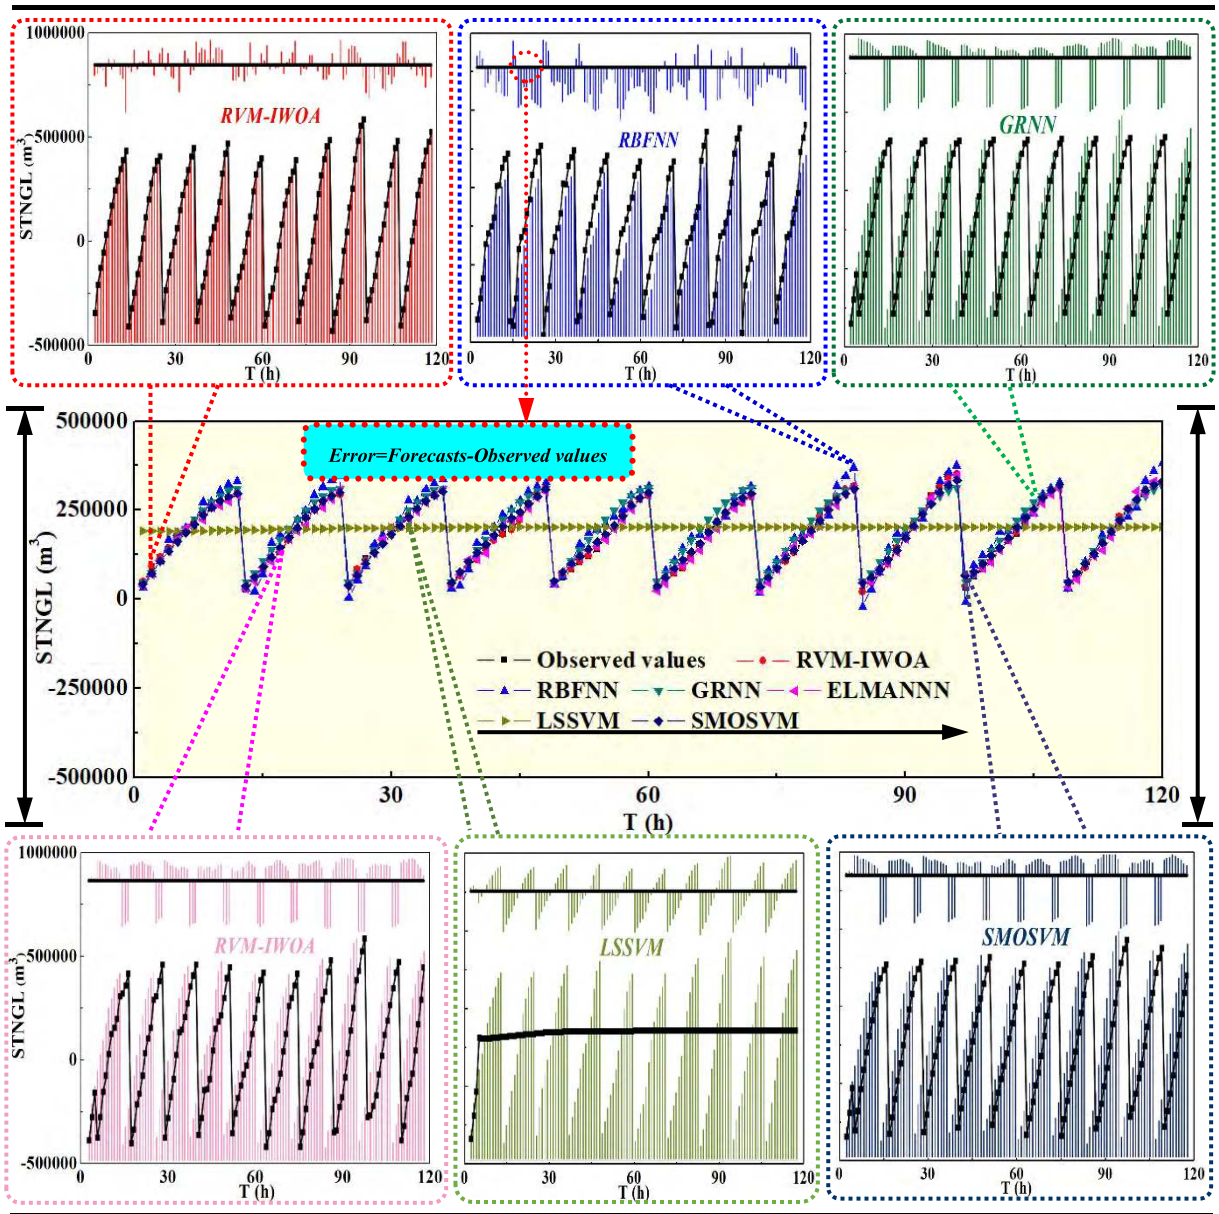 1000000
500000
0
-500000
STNGL (m³)
RVM-IWOA
0 30 60 90 120
T (h)
RBFNN
0 30 60 90 120
T (h)
GRNN
0 30 60 90 120
T (h)
500000
250000
0
-250000
-500000
STNGL (m³)
Error=Forecasts-Observed values
Observed values RVM-IWOA
RBFNN GRNN ELMANNN
LSSVM SMOSVM
0 30 60 90 120
T (h)
1000000
500000
0
-500000
STNGL (m³)
RVM-IWOA
0 30 60 90 120
T (h)
LSSVM
0 30 60 90 120
T (h)
SMOSVM
0 30 60 90 120
T (h)